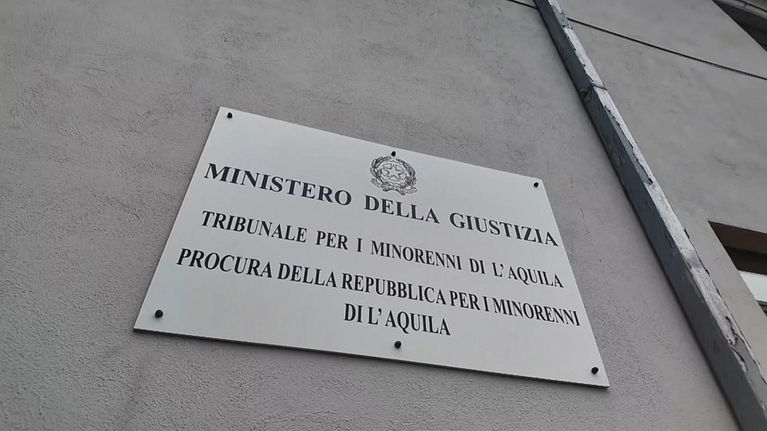 MINISTERO DELLA GIUSTIZIA
TRIBUNALE PER I MINORENNI DI L'AQUILA
PROCURA DELLA REPUBBLICA PER I MINORENNI
DI L'AQUILA